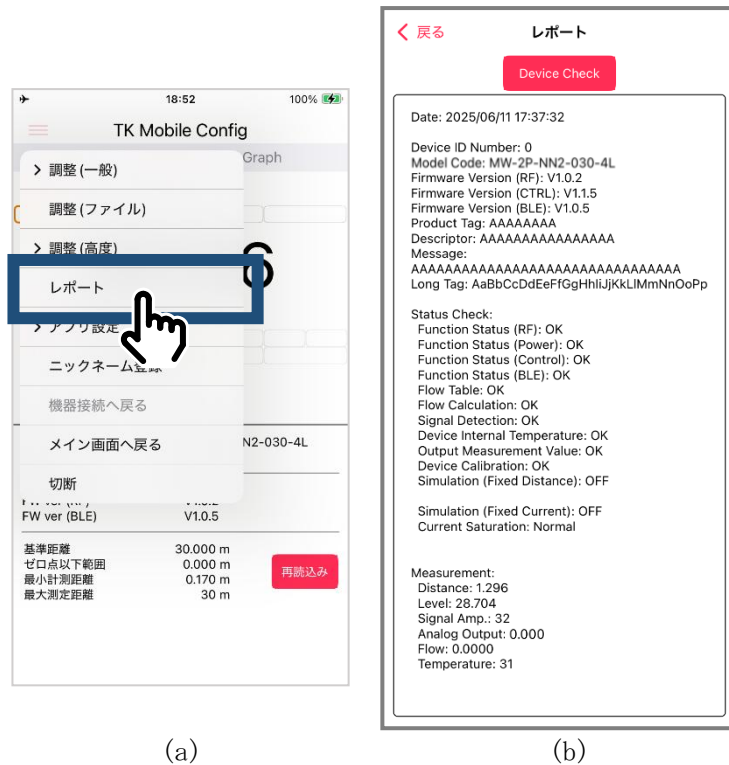 18:52
100%
TK Mobile Config
Graph
調整 (一般)
調整 (ファイル)
調整 (高度)
6
レポート
アプリ設定
ニックネーム登録
機器接続へ戻る
メイン画面へ戻る
N2-030-4L
切断
FW ver (BLE) V1.0.5
基準距離 30.000 m
ゼロ点以下範囲 0.000 m
最小計測距離 0.170 m
最大測定距離 30 m
再読込み
(a)
戻る
レポート
Device Check
Date: 2025/06/11 17:37:32
Device ID Number: 0
Model Code: MW-2P-NN2-030-4L
Firmware Version (RF): V1.0.2
Firmware Version (CTRL): V1.1.5
Firmware Version (BLE): V1.0.5
Product Tag: AAAAAAAA
Descriptor: AAAAAAAAAAAAAAAA
Message:
AAAAAAAAAAAAAAAAAAAAAAAAAAAAAAAA
Long Tag: AaBbCcDdEeFfGgHhIiJjKkLlMmNnOoPp
Status Check:
Function Status (RF): OK
Function Status (Power): OK
Function Status (Control): OK
Function Status (BLE): OK
Flow Table: OK
Flow Calculation: OK
Signal Detection: OK
Device Internal Temperature: OK
Output Measurement Value: OK
Device Calibration: OK
Simulation (Fixed Distance): OFF
Simulation (Fixed Current): OFF
Current Saturation: Normal
Measurement:
Distance: 1.296
Level: 28.704
Signal Amp.: 32
Analog Output: 0.000
Flow: 0.0000
Temperature: 31
(b)